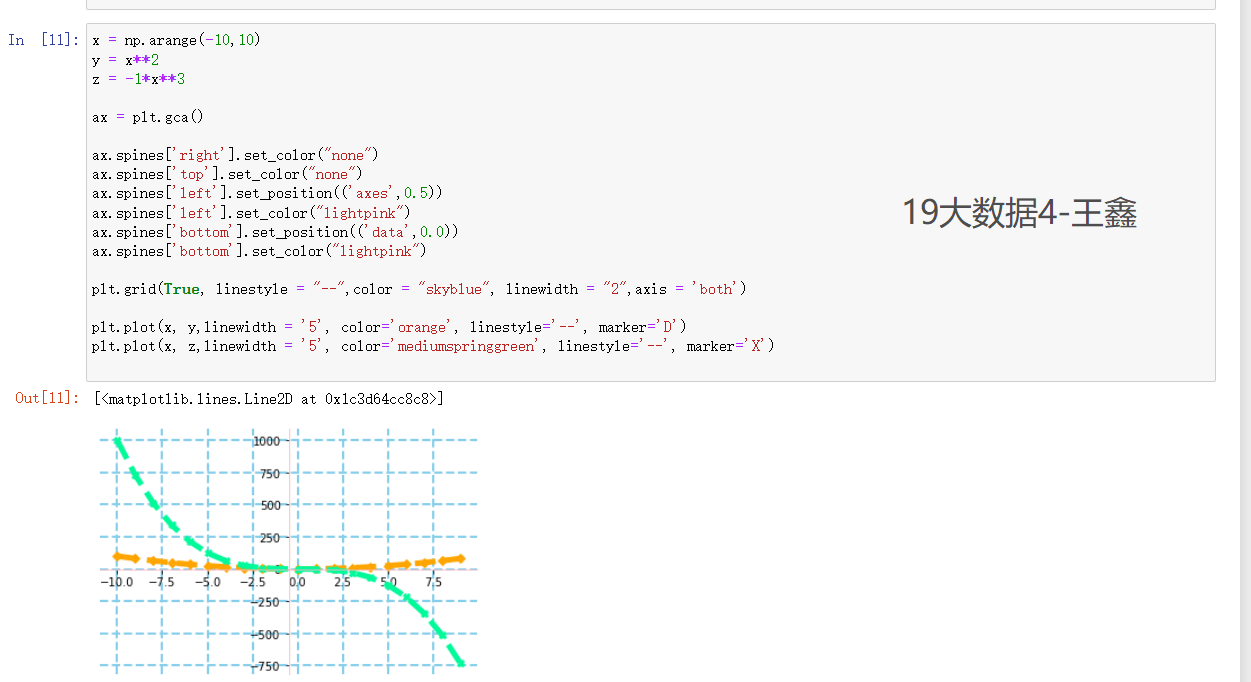 In [11]:
x = np.arange(-10,10)
y = x**2
z = -1*x**3
ax = plt.gca()
ax.spines['right'].set_color("none")
ax.spines['top'].set_color("none")
ax.spines['left'].set_position(('axes',0.5))
ax.spines['left'].set_color("lightpink")
ax.spines['bottom'].set_position(('data',0.0))
ax.spines['bottom'].set_color("lightpink")
plt.grid(True, linestyle = "--",color = "skyblue", linewidth = "2",axis = 'both')
plt.plot(x, y,linewidth = '5', color='orange', linestyle='--', marker='D')
plt.plot(x, z,linewidth = '5', color='mediumspringgreen', linestyle='--', marker='X')
19大数据4-王鑫
Out[11]: [<matplotlib.lines.Line2D at 0x1c3d64cc8c8>]
1000
750
500
250
0
−10.0 −7.5 −5.0 −2.5 0.0 2.5 5.0 7.5
−250
−500
−750